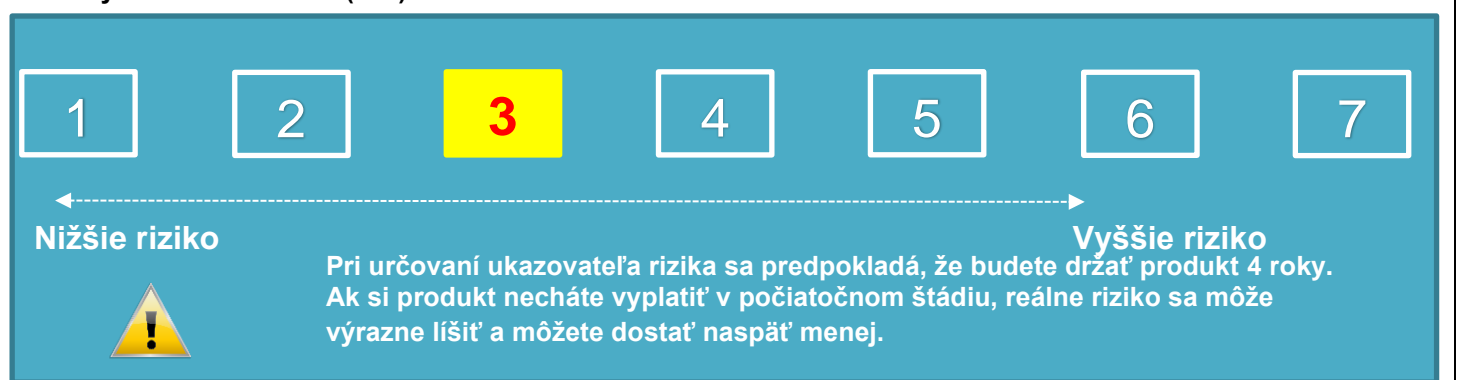 1 2 3 4 5 6 7
Nižšie riziko
Vyššie riziko
Pri určovaní ukazovateľa rizika sa predpokladá, že budete držať produkt 4 roky.
Ak si produkt necháte vyplatiť v počiatočnom štádiu, reálne riziko sa môže
výrazne líšiť a môžete dostať naspäť menej.